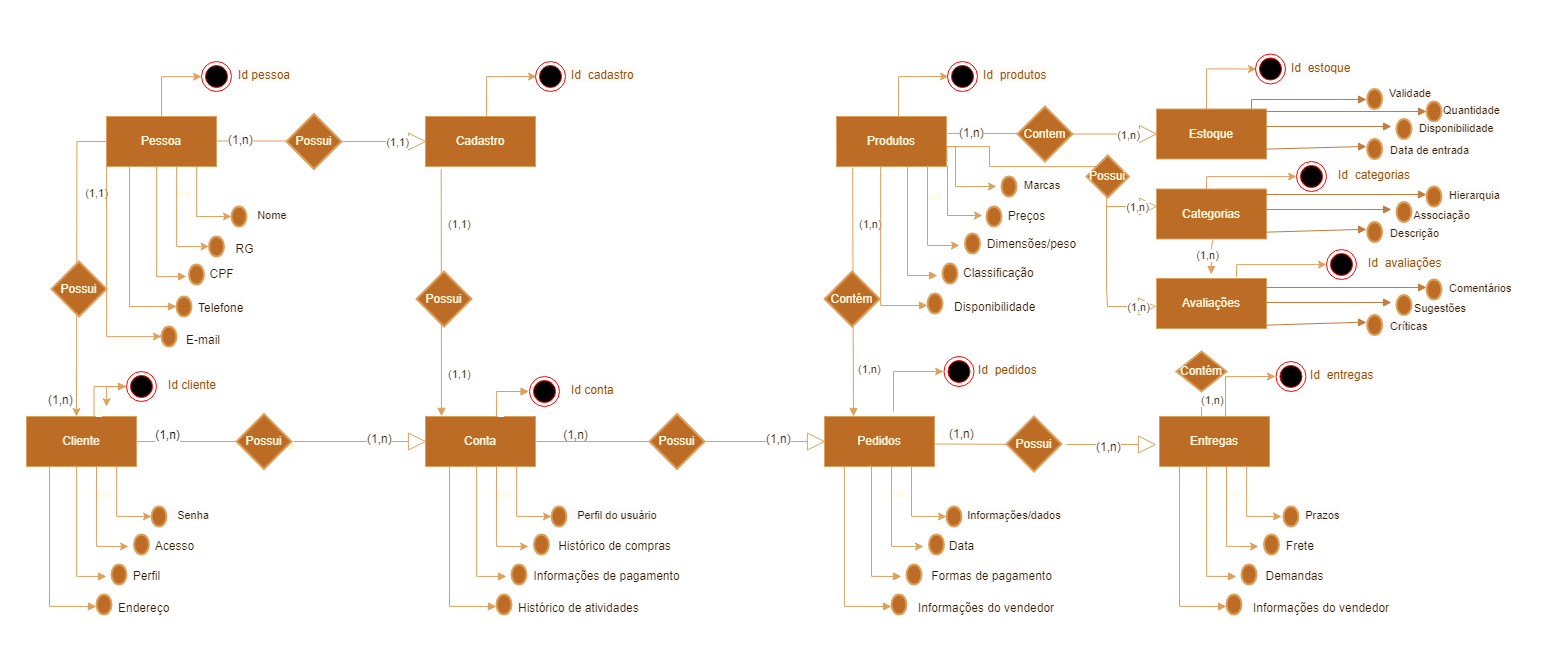 Id pessoa
Pessoa
(1,n)
Possui
(1,1)
Id cadastro
Cadastro
(1,1)
Nome
RG
CPF
Telefone
E-mail
Possui
(1,n)
(1,1)
Possui
(1,1)
Id produtos
Produtos
(1,n)
Contem
(1,n)
Id estoque
Estoque
Validade
Quantidade
Disponibilidade
Data de entrada
Possui
(1,n)
Marcas
Preços
Dimensões/peso
Classificação
Disponibilidade
(1,n)
Contém
(1,n)
Id categorias
Categorias
Hierarquia
Associação
Descrição
(1,n)
Id avaliações
Avaliações
(1,n)
Comentários
Sugestões
Críticas
Id cliente
Cliente
(1,n)
Possui
(1,n)
Senha
Acesso
Perfil
Endereço
Id conta
Conta
(1,n)
Possui
(1,n)
Perfil do usuário
Histórico de compras
Informações de pagamento
Histórico de atividades
Id pedidos
Pedidos
(1,n)
Possui
(1,n)
Informações/dados
Data
Formas de pagamento
Informações do vendedor
Contém
(1,n)
Id entregas
Entregas
Prazos
Frete
Demandas
Informações do vendedor